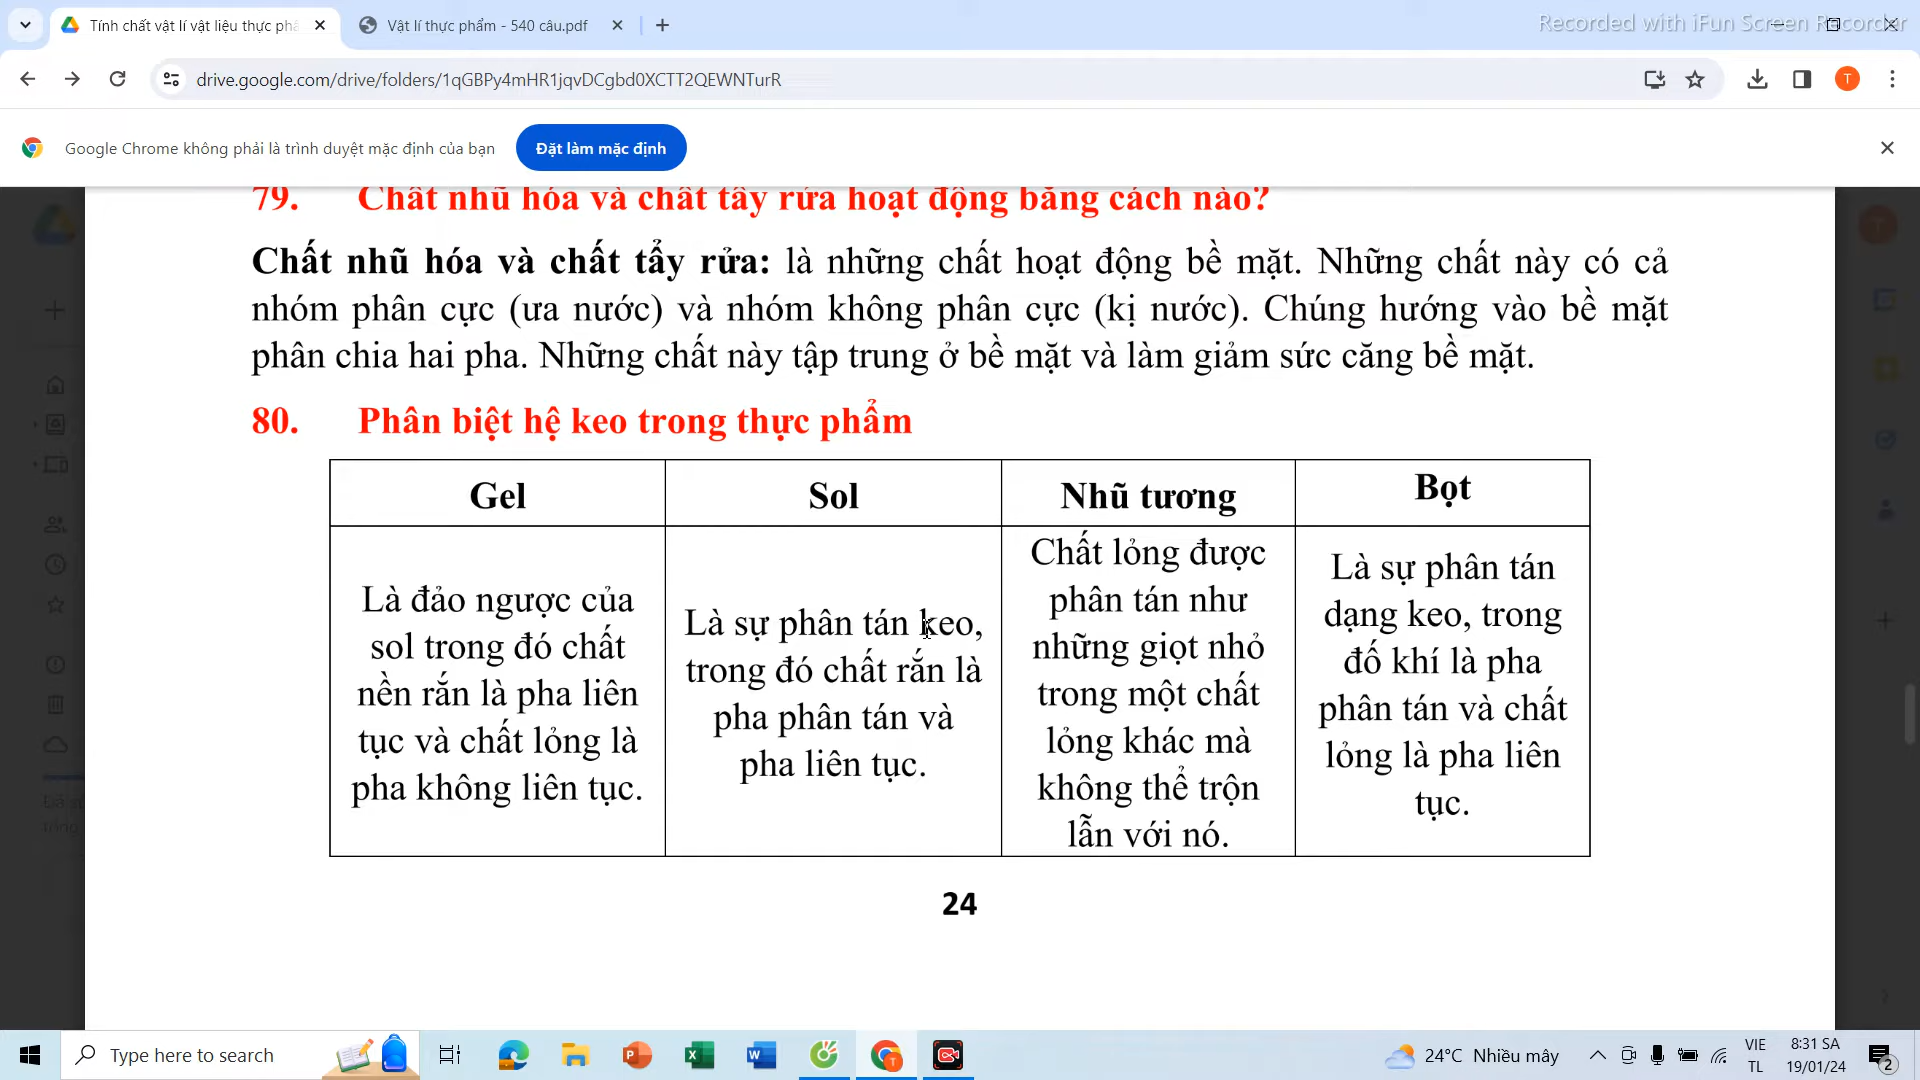 Tính chất vật lí vật liệu thực phẩ
Vật lí thực phẩm - 540 câu.pdf
Recorded with iFun Screen Recorder
drive.google.com/drive/folders/1qGBPy4mHR1jqvDCgbd0XCTT2QEWNTurR
T
Google Chrome không phải là trình duyệt mặc định của bạn
Đặt làm mặc định
79. Chất nhũ hóa và chất tẩy rửa hoạt động bằng cách nào?
Chất nhũ hóa và chất tẩy rửa: là những chất hoạt động bề mặt. Những chất này có cả
nhóm phân cực (ưa nước) và nhóm không phân cực (kị nước). Chúng hướng vào bề mặt
phân chia hai pha. Những chất này tập trung ở bề mặt và làm giảm sức căng bề mặt.
80. Phân biệt hệ keo trong thực phẩm
Gel
Sol
Nhũ tương
Bọt
Là đảo ngược của
sol trong đó chất
nền rắn là pha liên
tục và chất lỏng là
pha không liên tục.
Là sự phân tán keo,
trong đó chất rắn là
pha phân tán và
pha liên tục.
Chất lỏng được
phân tán như
những giọt nhỏ
trong một chất
lỏng khác mà
không thể trộn
lẫn với nó.
Là sự phân tán
dạng keo, trong
đố khí là pha
phân tán và chất
lỏng là pha liên
tục.
24
Type here to search
24°C Nhiều mây
VIE
TL
8:31 SA
19/01/24
2